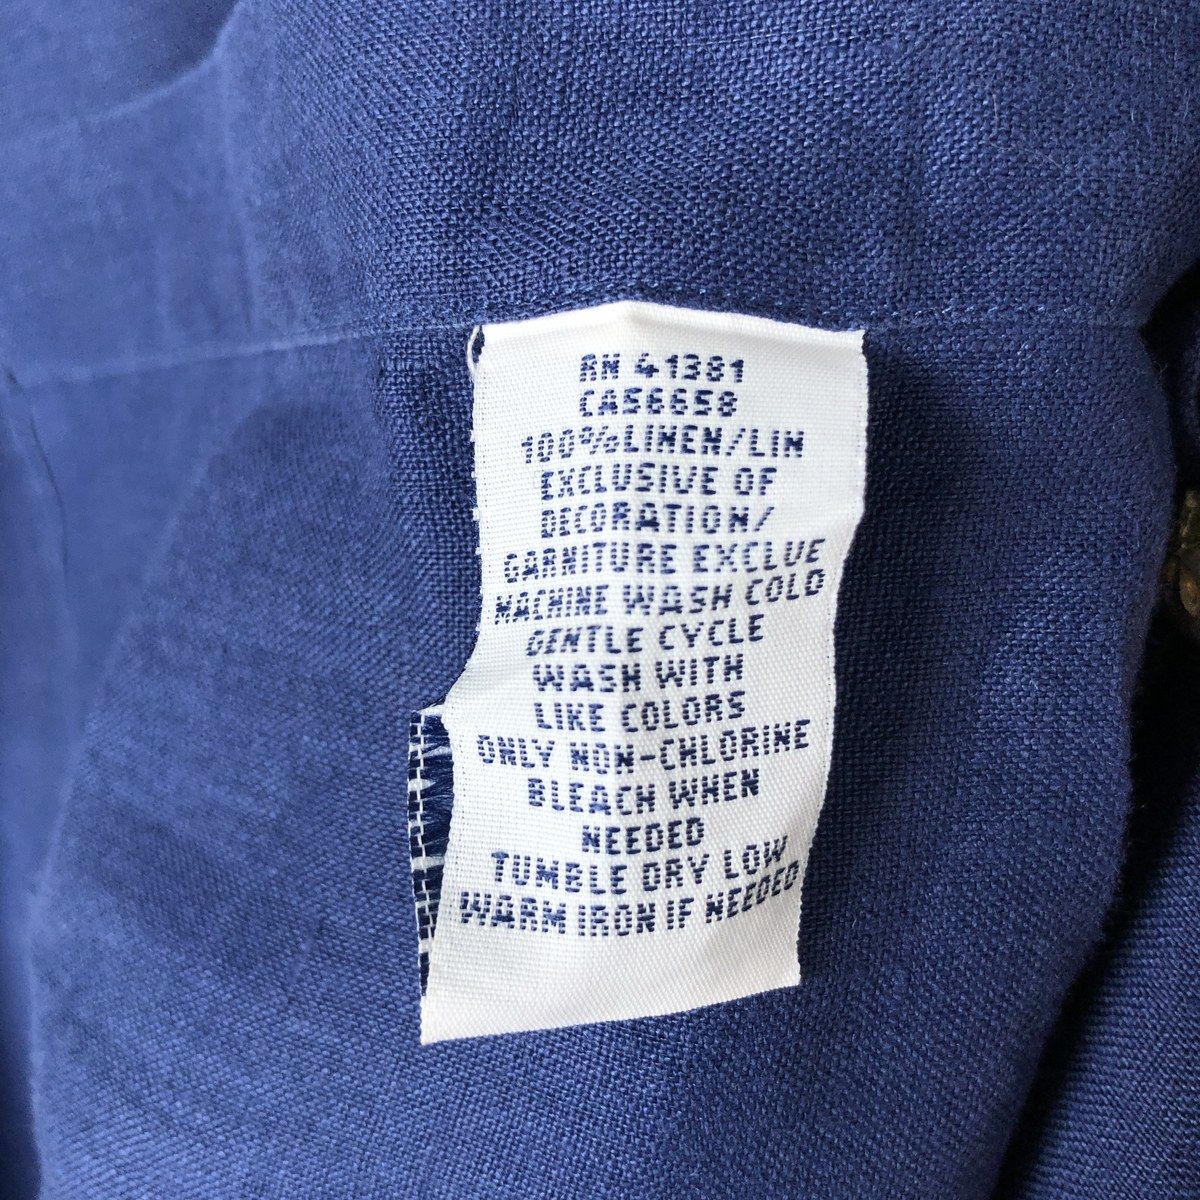 RN 41381
CA56658
100%LINEN/LIN
EXCLUSIVE OF
DECORATION/
GARNITURE EXCLUE
MACHINE WASH COLD
GENTLE CYCLE
WASH WITH
LIKE COLORS
ONLY NON-CHLORINE
BLEACH WHEN
NEEDED
TUMBLE DRY LOW
WARM IRON IF NEEDED